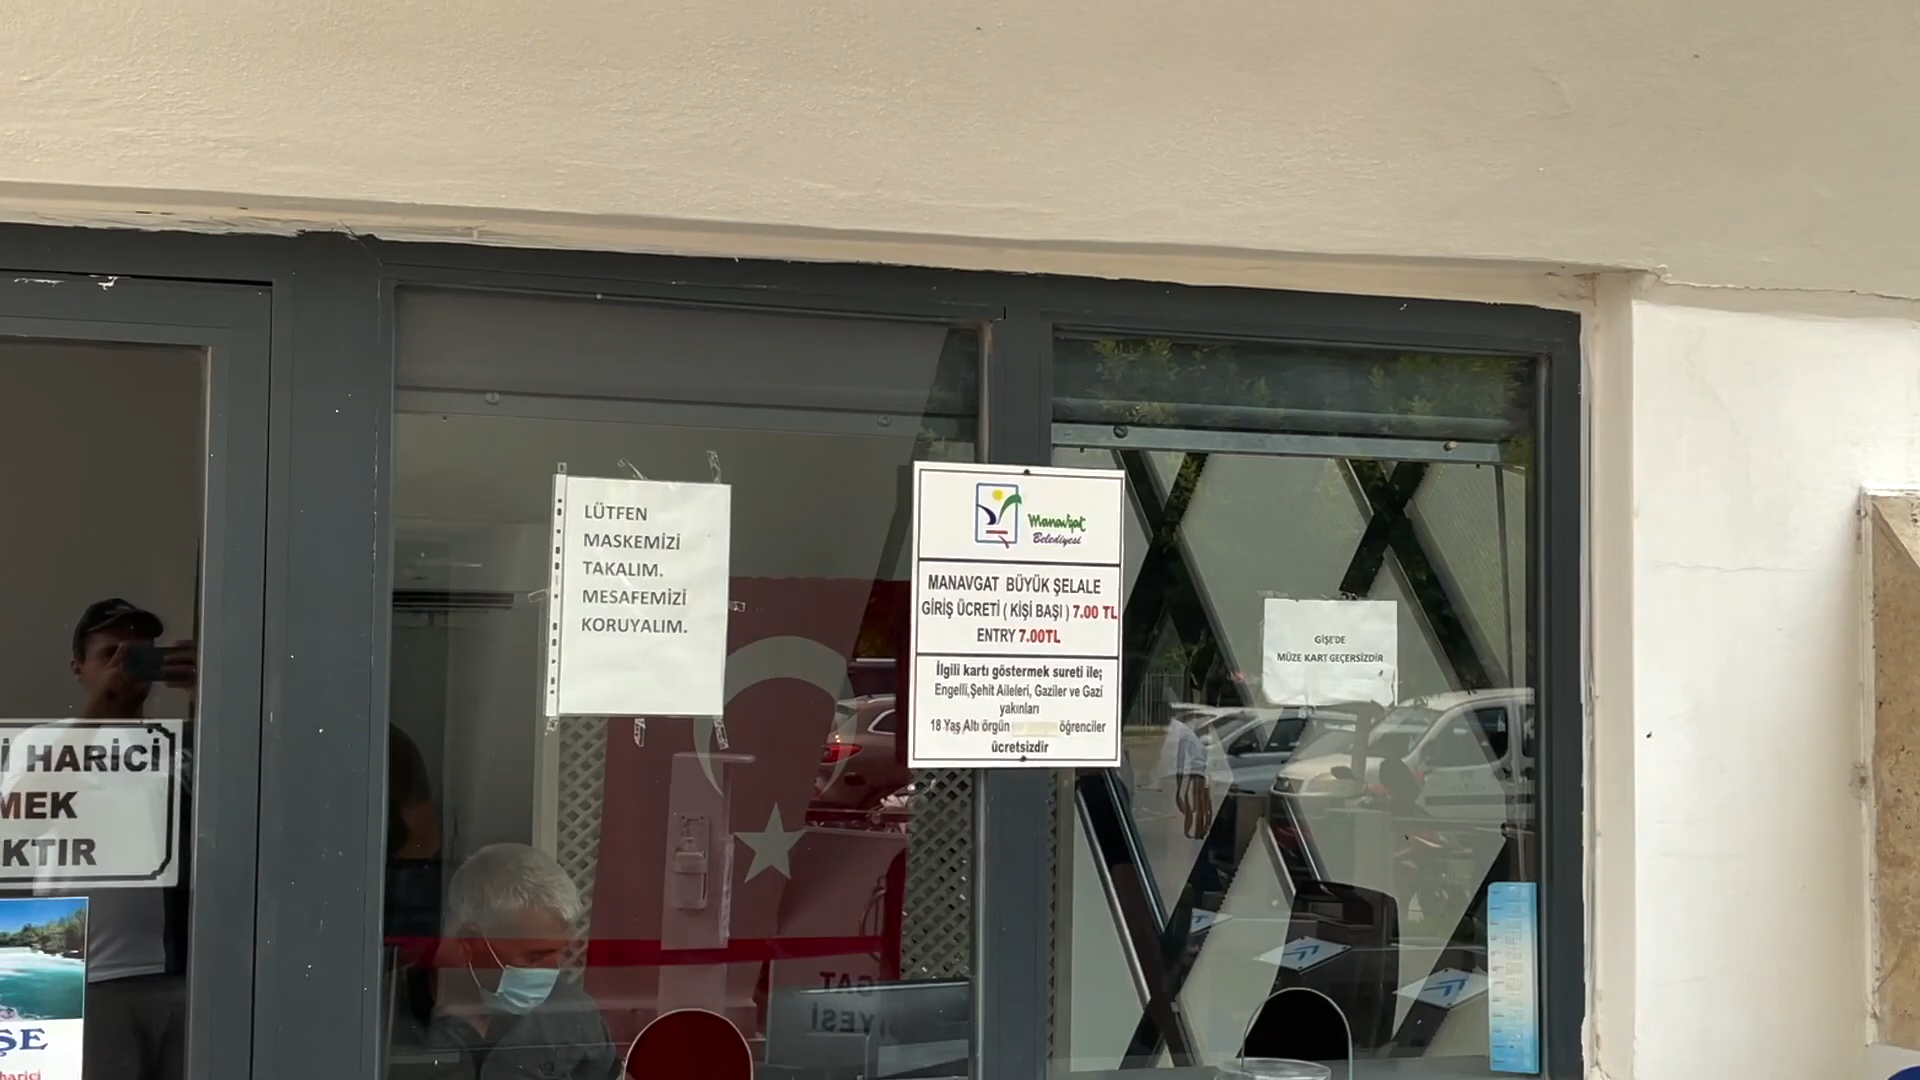 LÜTFEN
MASKEMİZİ
TAKALIM.
MESAFEMİZİ
KORUYALIM.
Manavgat
Belediyesi
MANAVGAT BÜYÜK ŞELALE
GİRİŞ ÜCRETİ ( KİŞİ BAŞI ) 7.00 TL
ENTRY 7.00TL
İlgili kartı göstermek sureti ile;
Engelli,Şehit Aileleri, Gaziler ve Gazi
yakınları
18 Yaş Altı örgün öğrenciler
ücretsizdir
GİŞE'DE
MÜZE KART GEÇERSİZDİR
İ HARİCİ
MEK
KTIR
ŞE
harici
GAT
İYESİ